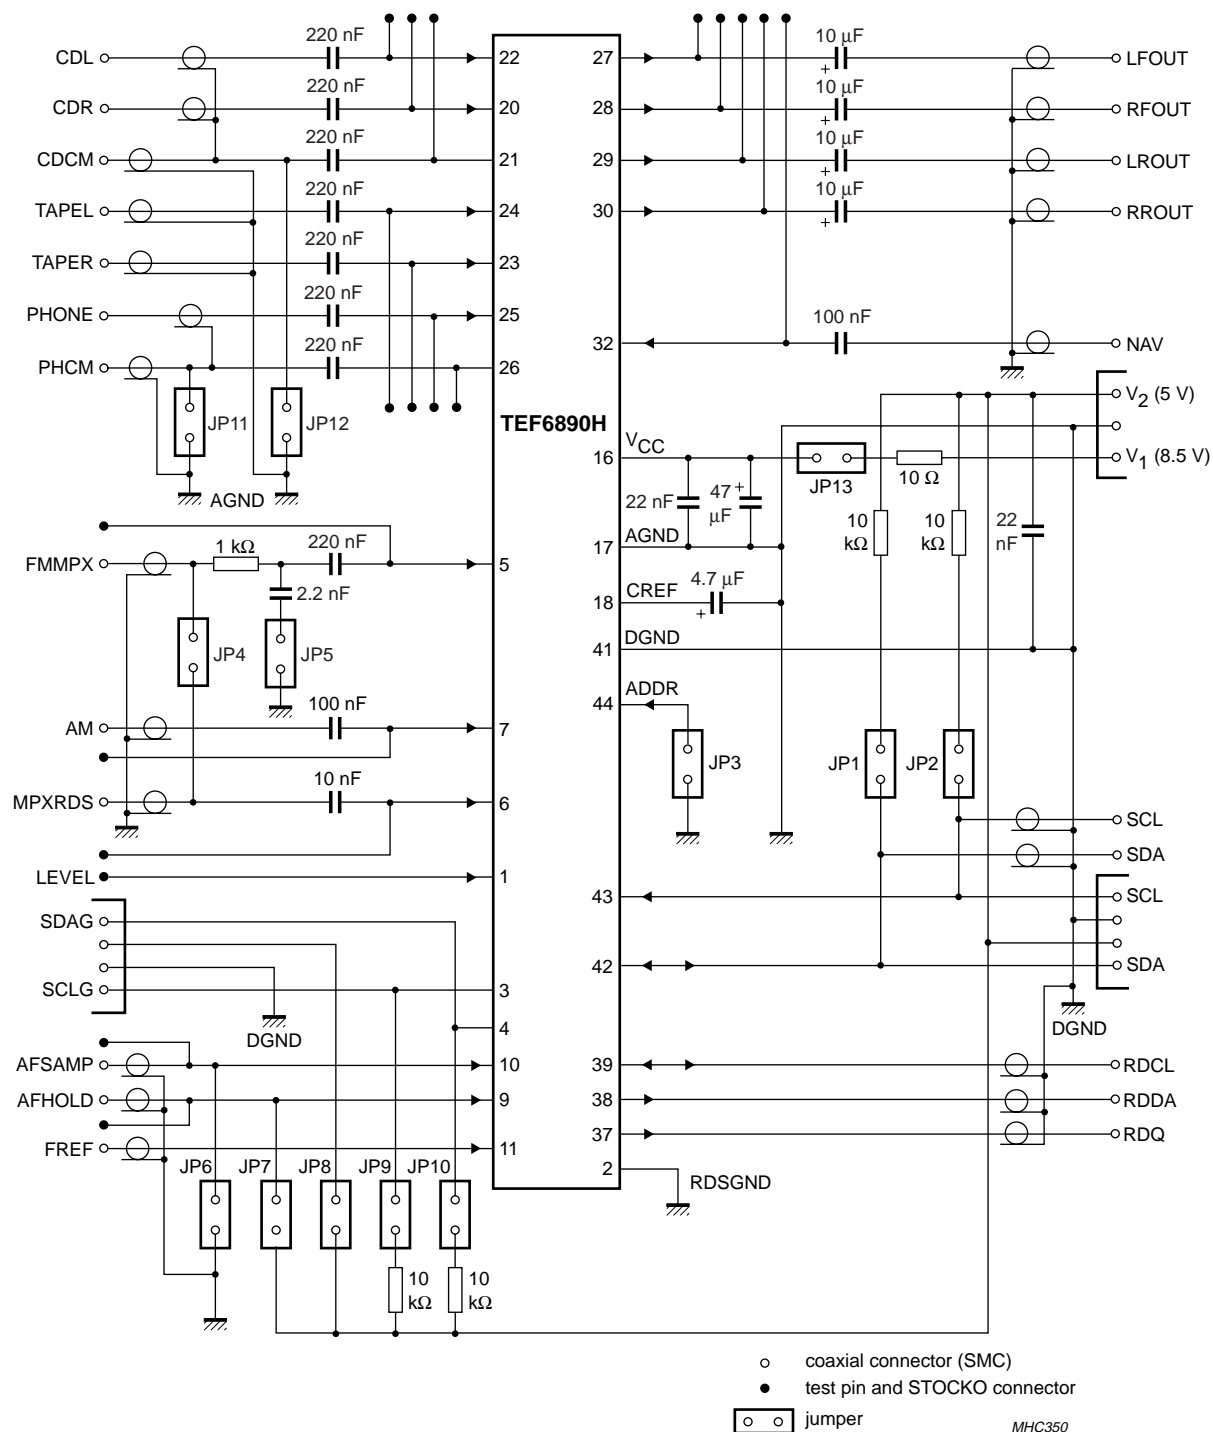 CDL
220 nF
22
27
10 μF
+
LFOUT
CDR
220 nF
20
28
10 μF
+
RFOUT
CDCM
220 nF
21
29
10 μF
+
LROUT
TAPEL
220 nF
24
30
10 μF
+
RROUT
TAPER
220 nF
23
PHONE
220 nF
25
PHCM
220 nF
26
32
100 nF
NAV
JP11
JP12
AGND
TEF6890H
V2 (5 V)
16
VCC
JP13
10 Ω
V1 (8.5 V)
22 nF
47 +
μF
10
kΩ
10
kΩ
22
nF
17
AGND
FMMPX
1 kΩ
220 nF
5
2.2 nF
18
CREF
4.7 μF
+
JP4
JP5
41
DGND
44
ADDR
AM
100 nF
7
JP3
JP1
JP2
MPXRDS
10 nF
6
SCL
SDA
LEVEL
1
43
SCL
SDAG
42
SDA
SCLG
3
DGND
4
DGND
AFSAMP
10
39
RDCL
AFHOLD
9
38
RDDA
FREF
11
37
RDQ
JP6
JP7
JP8
JP9
JP10
2
RDSGND
10
kΩ
10
kΩ
coaxial connector (SMC)
test pin and STOCKO connector
jumper
MHC350